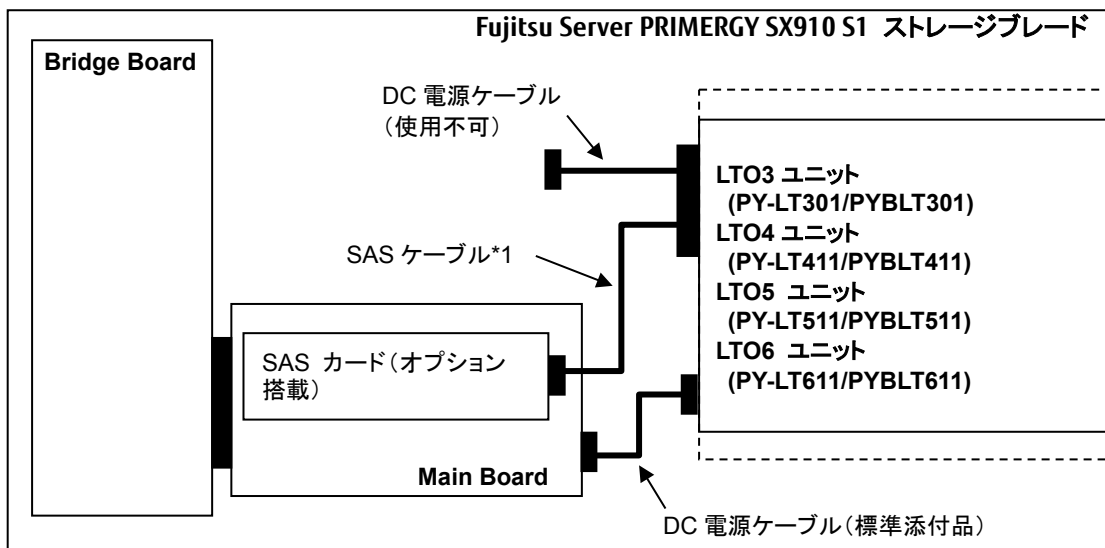 Fujitsu Server PRIMERGY SX910 S1 ストレージブレード
Bridge Board
DC 電源ケーブル
（使用不可）
LTO3 ユニット
(PY-LT301/PYBLT301)
LTO4 ユニット
(PY-LT411/PYBLT411)
LTO5 ユニット
(PY-LT511/PYBLT511)
LTO6 ユニット
(PY-LT611/PYBLT611)
SAS ケーブル*1
SAS カード（オプション
搭載）
Main Board
DC 電源ケーブル（標準添付品）